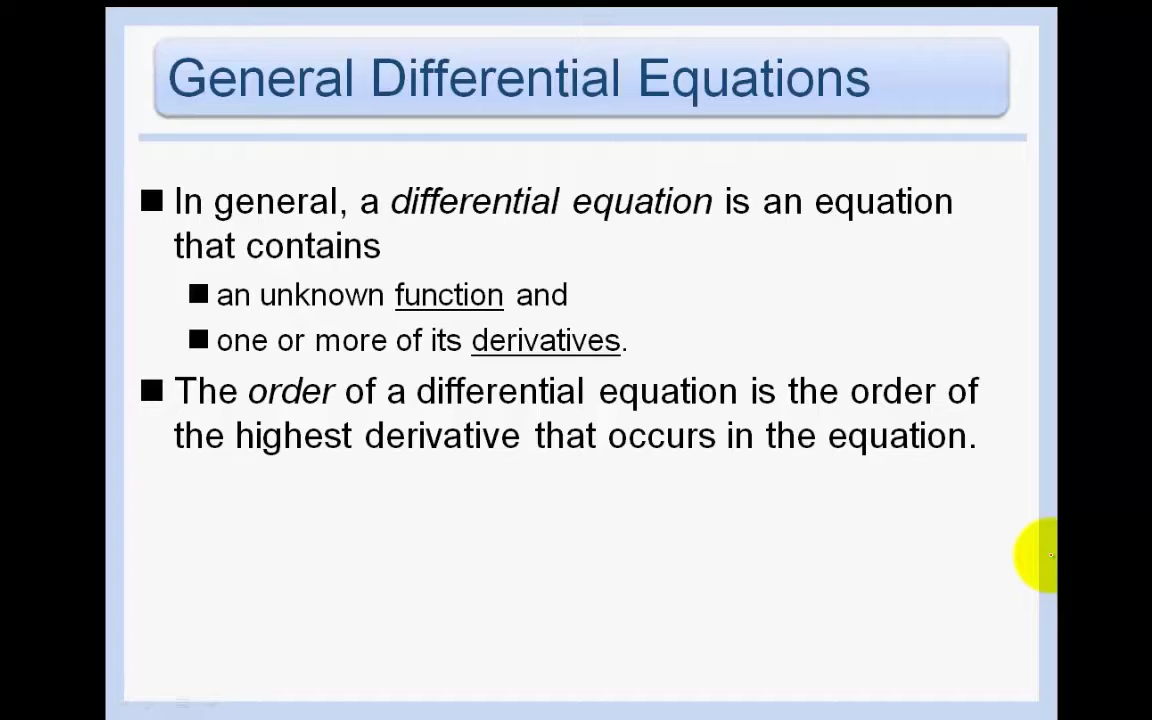 General Differential Equations
In general, a differential equation is an equation
that contains
an unknown function and
one or more of its derivatives.
The order of a differential equation is the order of
the highest derivative that occurs in the equation.